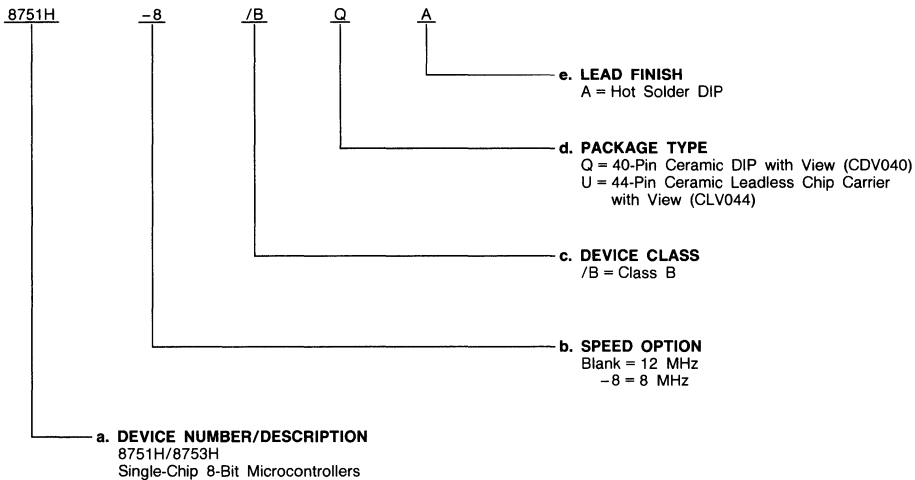 8751H -8 /B Q A
e. LEAD FINISH
A = Hot Solder DIP
d. PACKAGE TYPE
Q = 40-Pin Ceramic DIP with View (CDV040)
U = 44-Pin Ceramic Leadless Chip Carrier
with View (CLV044)
c. DEVICE CLASS
/B = Class B
b. SPEED OPTION
Blank = 12 MHz
-8 = 8 MHz
a. DEVICE NUMBER/DESCRIPTION
8751H/8753H
Single-Chip 8-Bit Microcontrollers